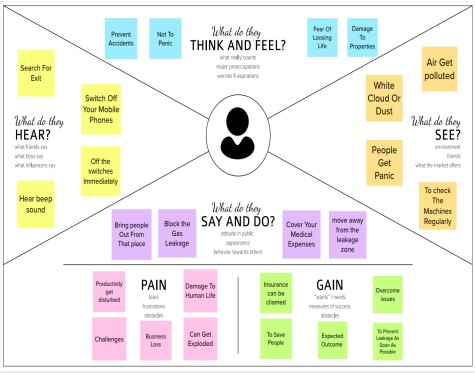 What do they
THINK AND FEEL?
what really counts
major preoccupations
worries & aspirations
Prevent
Accidents
Not To
Panic
Fear Of
Loosing
Life
Damage
To
Properties
What do they
HEAR?
what friends say
what boss say
what influencers say
Search For
Exit
Switch Off
Your Mobile
Phones
Off the
switches
Immediately
Hear beep
sound
What do they
SEE?
environment
friends
what the market offers
Air Get
polluted
White
Cloud Or
Dust
People
Get
Panic
To check
The
Machines
Regularly
What do they
SAY AND DO?
attitude in public
appearance
behavior towards others
Bring people
Out From
That place
Block the
Gas
Leakage
Cover Your
Medical
Expenses
move away
from the
leakage
zone
PAIN
fears
frustrations
obstacles
Productivity
get
disturbed
Damage To
Human Life
Challenges
Business
Loss
Can Get
Exploded
GAIN
"wants" / needs
measures of success
obstacles
Insurance
can be
clamed
Overcome
issues
To Save
People
Expected
Outcome
To Prevent
Leakage As
Soon As
Possible